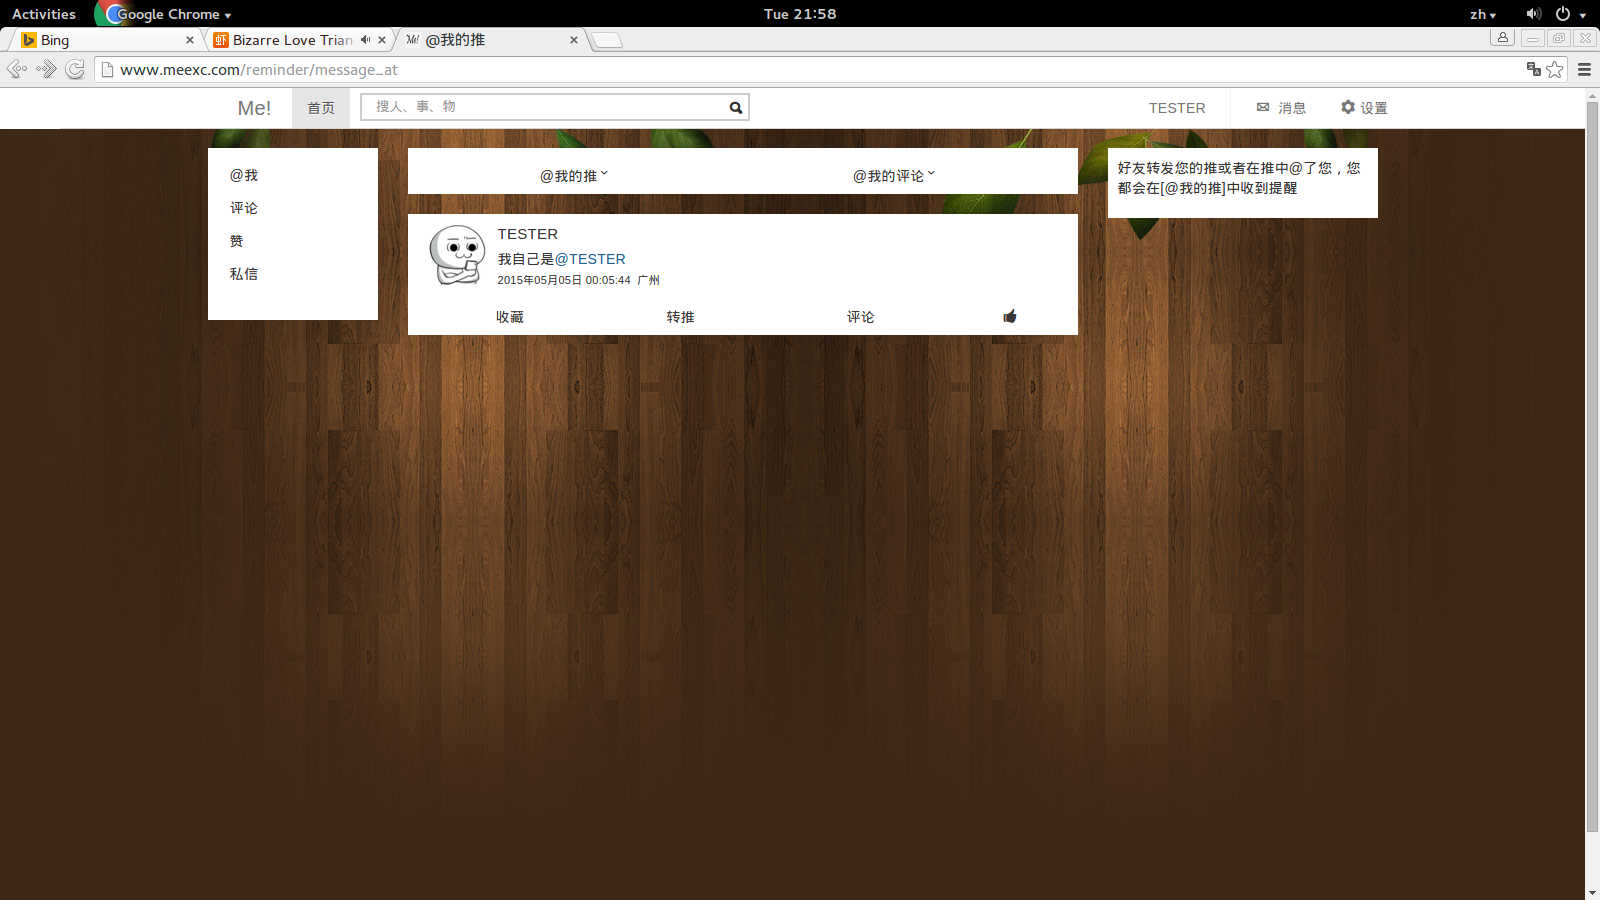 Activities
Google Chrome
Tue 21:58
zh
Bing
Bizarre Love Trian
Me!
@我的推
www.meexc.com/reminder/message_at
Me!
首页
搜人、事、物
TESTER
消息
设置
@我
评论
赞
私信
@我的推
@我的评论
TESTER
我自己是@TESTER
2015年05月05日 00:05:44 广州
收藏
转推
评论
好友转发您的推或者在推中@了您，您
都会在[@我的推]中收到提醒